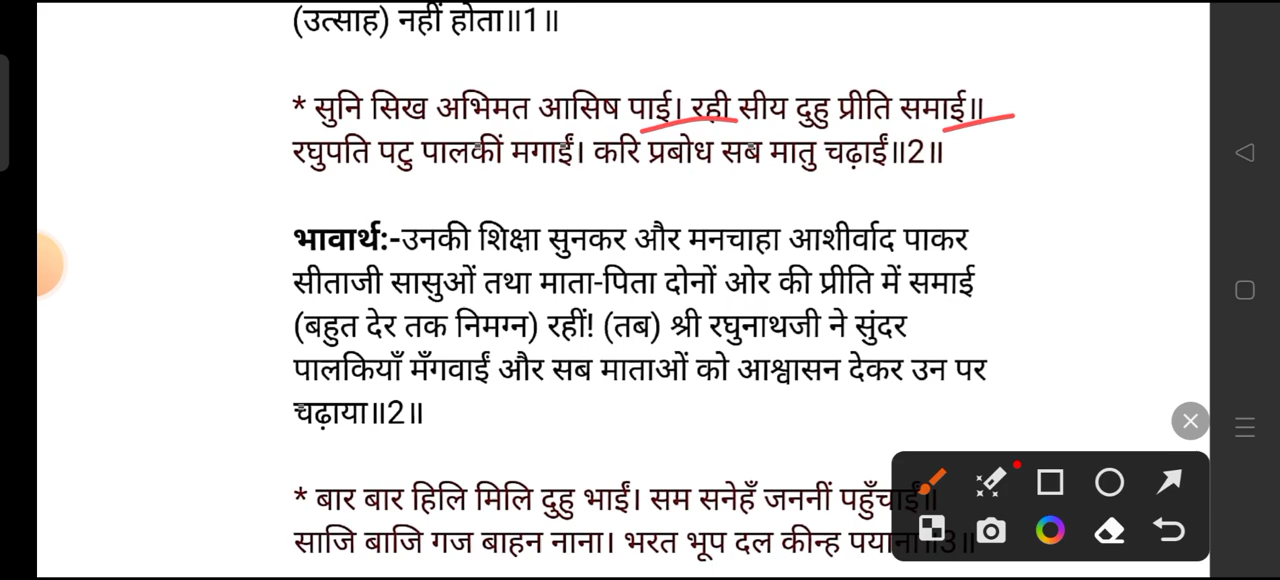 (उत्साह) नहीं होता॥1॥
* सुनि सिख अभिमत आसिष पाई। रही सीय दुहु प्रीति समाई॥
रघुपति पटु पालकीं मगाईं। करि प्रबोध सब मातु चढ़ाईं॥2॥
भावार्थ:-उनकी शिक्षा सुनकर और मनचाहा आशीर्वाद पाकर
सीताजी सासुओं तथा माता-पिता दोनों ओर की प्रीति में समाई
(बहुत देर तक निमग्न) रहीं! (तब) श्री रघुनाथजी ने सुंदर
पालकियाँ मँगवाईं और सब माताओं को आश्वासन देकर उन पर
चढ़ाया॥2॥
* बार बार हिलि मिलि दुहु भाईं। सम सनेहँ जननीं पहुँचाईं॥
साजि बाजि गज बाहन नाना। भरत भूप दल कीन्ह पयाना॥3॥